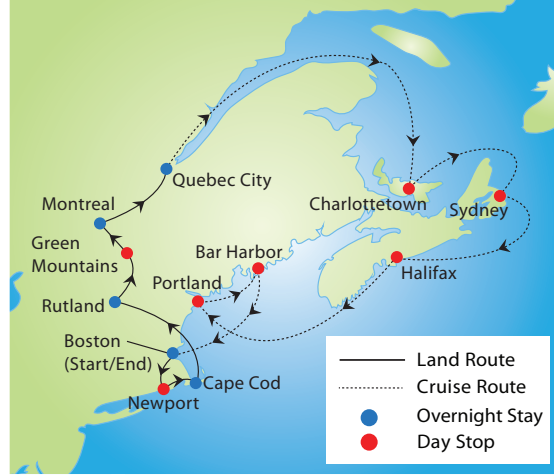 Quebec City
Montreal
Charlottetown
Sydney
Green
Mountains
Bar Harbor
Halifax
Portland
Rutland
Boston
(Start/End)
Cape Cod
Newport
Land Route
Cruise Route
Overnight Stay
Day Stop